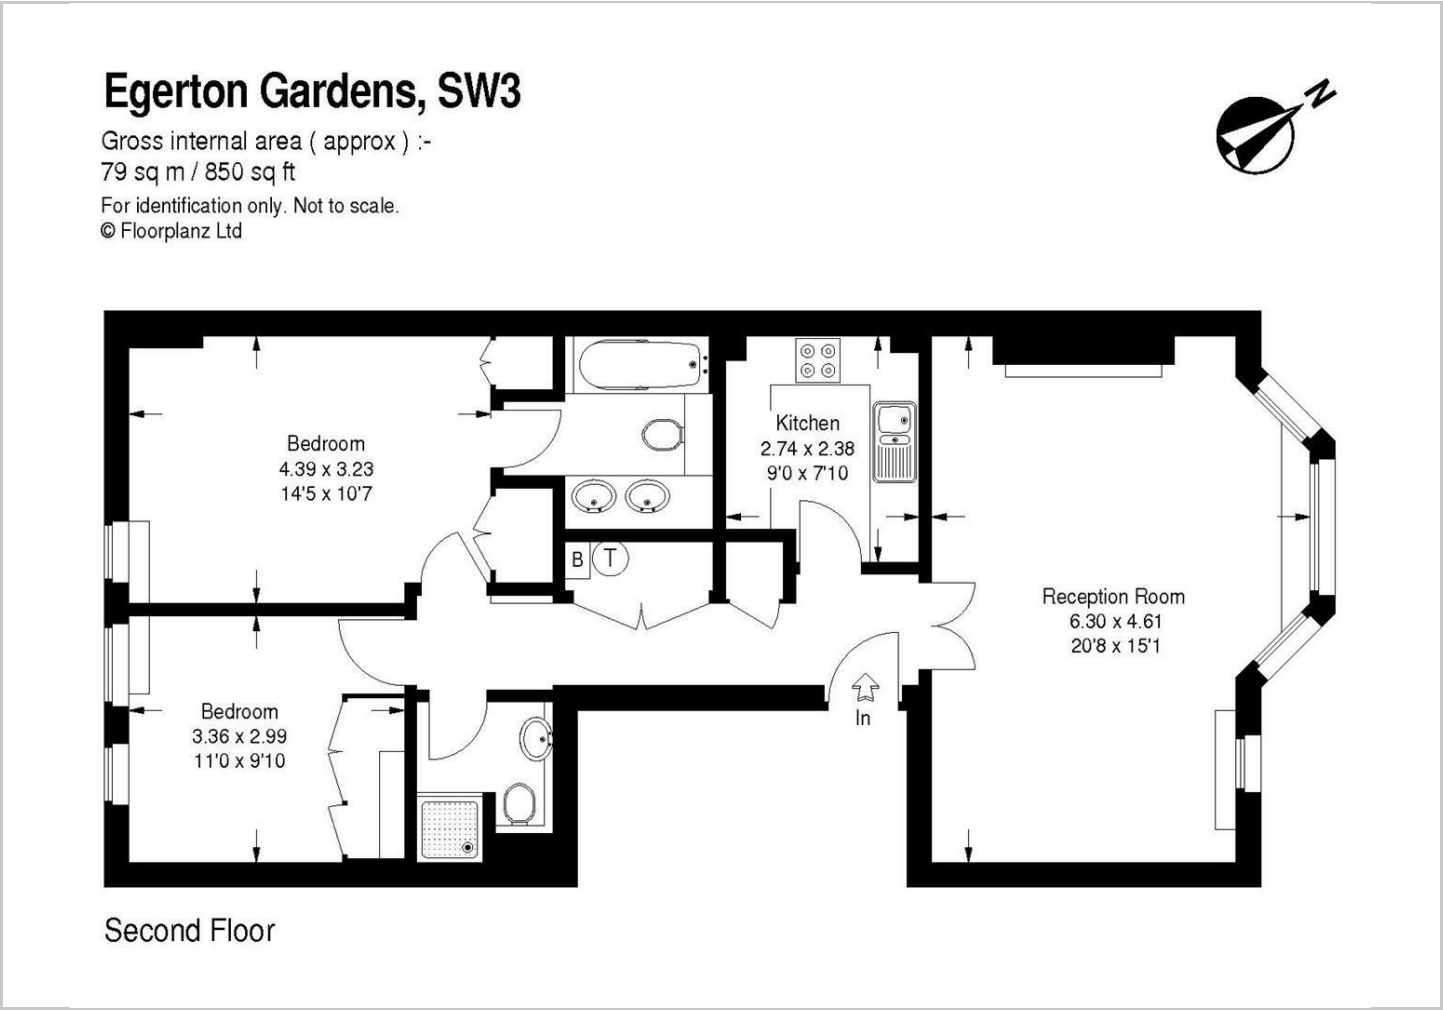 Egerton Gardens, SW3
Gross internal area ( approx ) :-
79 sq m / 850 sq ft
For identification only. Not to scale.
© Floorplanz Ltd
N
Bedroom
4.39 x 3.23
14'5 x 10'7
Kitchen
2.74 x 2.38
9'0 x 7'10
B
T
Reception Room
6.30 x 4.61
20'8 x 15'1
Bedroom
3.36 x 2.99
11'0 x 9'10
In
Second Floor